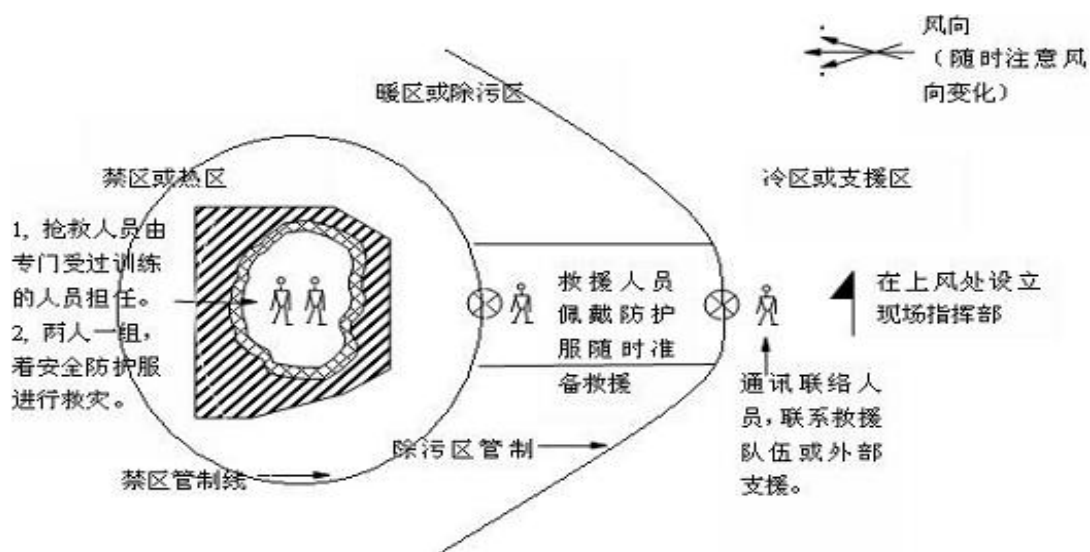 风向
（随时注意风
向变化）
暖区或除污区
禁区或热区
冷区或支援区
1, 抢救人员由
专门受过训练
的人员担任。
2, 两人一组,
着安全防护服
进行救灾。
救援人员
佩戴防护
服随时准
备救援
在上风处设立
现场指挥部
通讯联络人
员,联系救援
队伍或外部
支援。
除污区管制
禁区管制线